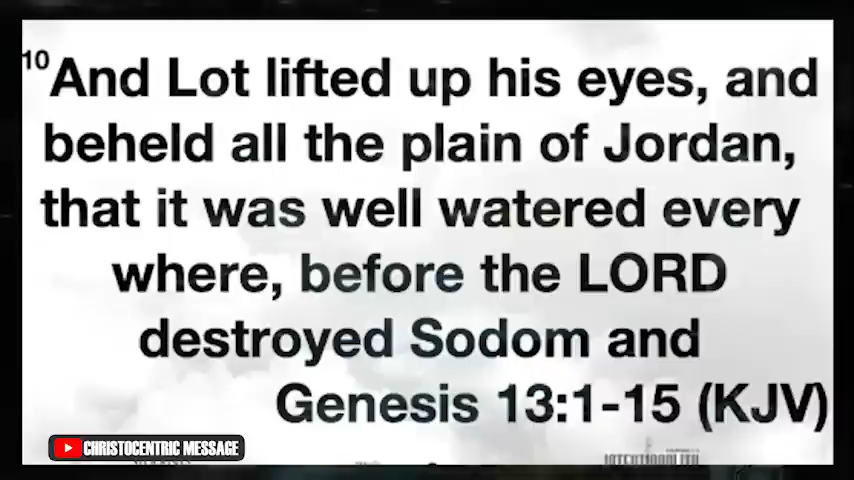 10 And Lot lifted up his eyes, and
beheld all the plain of Jordan,
that it was well watered every
where, before the LORD
destroyed Sodom and
Genesis 13:1-15 (KJV)
CHRISTOCENTRIC MESSAGE